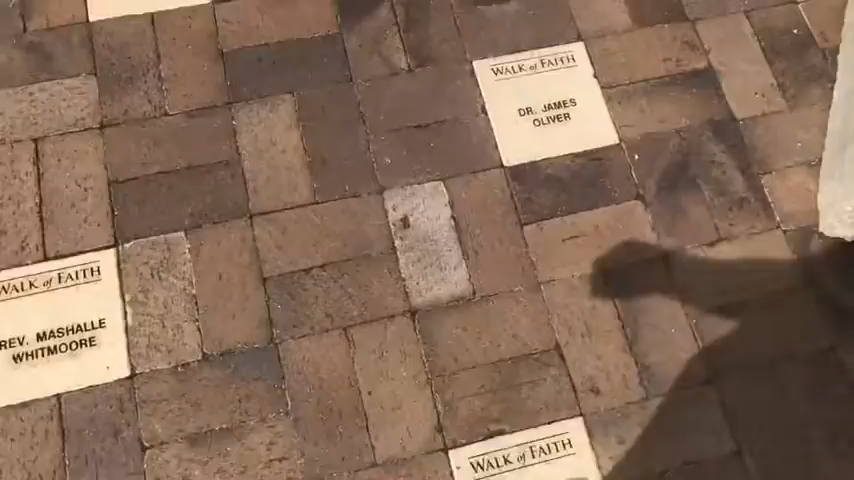 WALK of FAITH
DR. JAMES
OLIVER
WALK of FAITH
REV. MASHALLE
WHITMOORE
WALK of FAITH